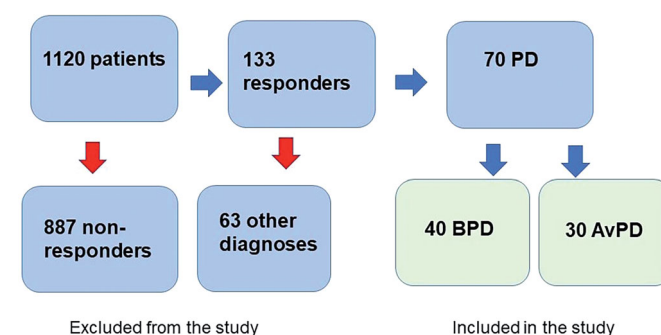 1120 patients
133
responders
70 PD
887 non-
responders
63 other
diagnoses
40 BPD
30 AvPD
Excluded from the study
Included in the study